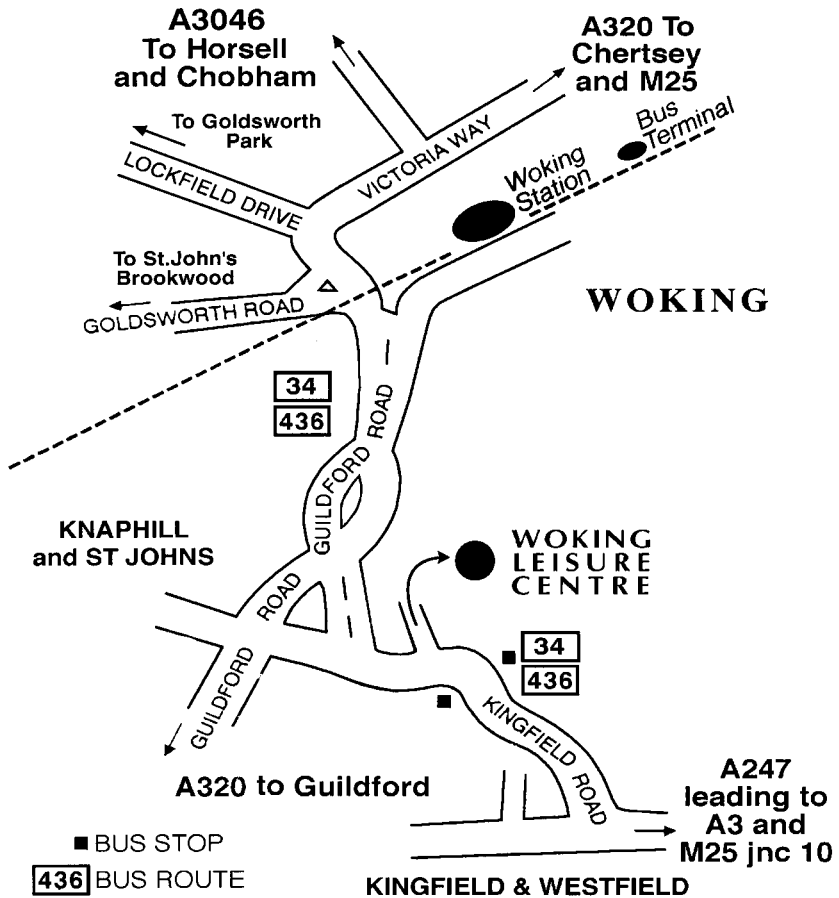 A3046
To Horsell
and Chobham
A320 To
Chertsey
and M25
To Goldsworth
Park
LOCKFIELD DRIVE
VICTORIA WAY
Bus
Terminal
Woking
Station
To St.John's
Brookwood
GOLDSWORTH ROAD
WOKING
34
436
GUILDFORD ROAD
KNAPHILL
and ST JOHNS
WOKING
LEISURE
CENTRE
GUILDFORD ROAD
34
436
KINGFIELD ROAD
A320 to Guildford
A247
leading to
A3 and
M25 jnc 10
BUS STOP
436 BUS ROUTE
KINGFIELD & WESTFIELD